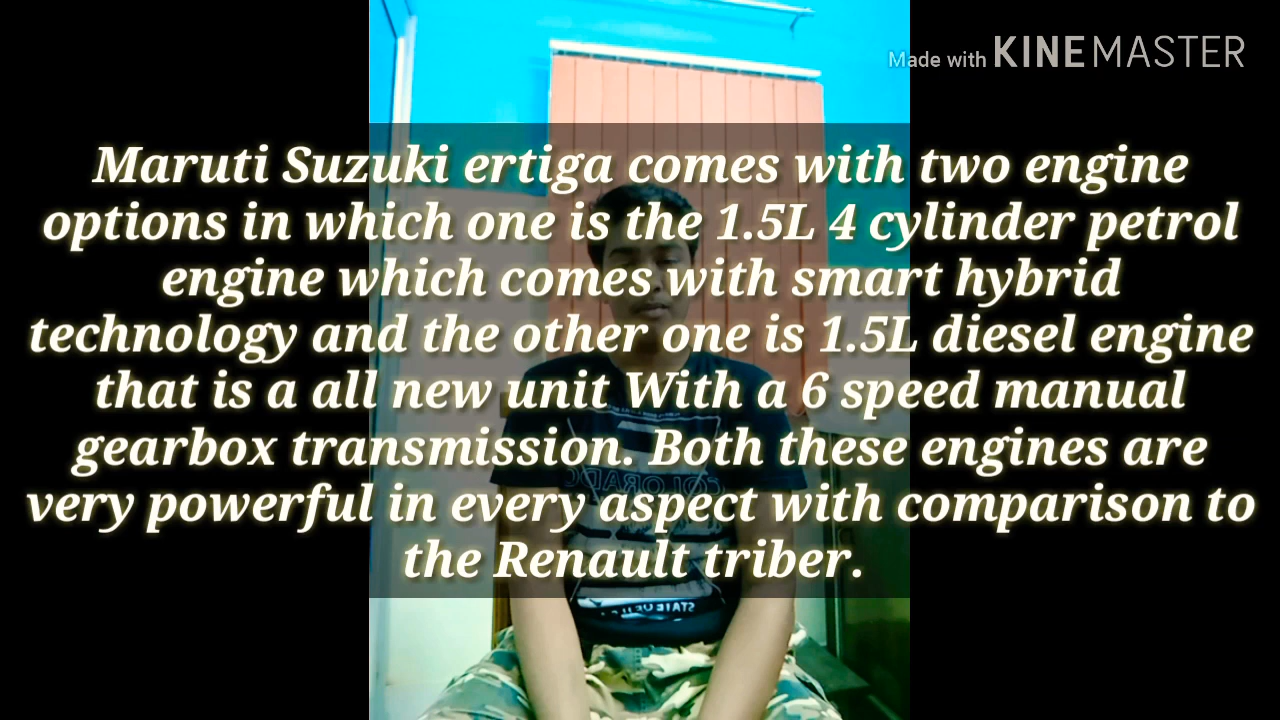 Made with KINEMASTER
Maruti Suzuki ertiga comes with two engine
options in which one is the 1.5L 4 cylinder petrol
engine which comes with smart hybrid
technology and the other one is 1.5L diesel engine
that is a all new unit With a 6 speed manual
gearbox transmission. Both these engines are
very powerful in every aspect with comparison to
the Renault triber.